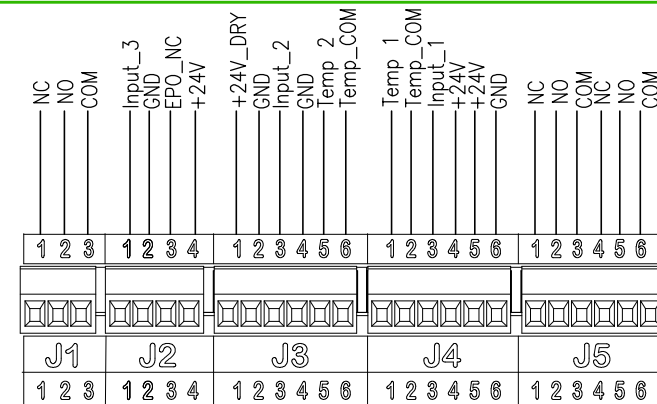 NC
NO
COM
Input_3
GND
EPO_NC
+24V
+24V_DRY
GND
Input_2
GND
Temp 2
Temp_COM
Temp 1
Temp_COM
Input_1
+24V
+24V
GND
NC
NO
COM
NC
NO
COM
1 2 3 1 2 3 4 1 2 3 4 5 6 1 2 3 4 5 6 1 2 3 4 5 6
J1 J2 J3 J4 J5
1 2 3 1 2 3 4 1 2 3 4 5 6 1 2 3 4 5 6 1 2 3 4 5 6